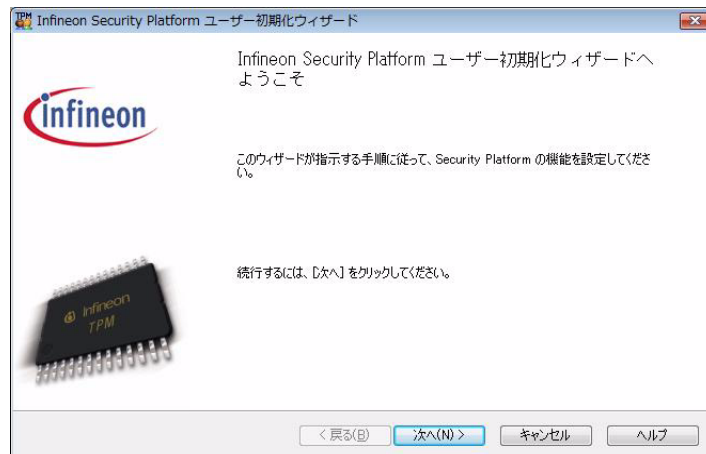 Infineon Security Platform ユーザー初期化ウィザード
Infineon Security Platform ユーザー初期化ウィザードへ
ようこそ
infineon
このウィザードが指示する手順に従って、Security Platform の機能を設定してくださ
い。
続行するには、[次へ] をクリックしてください。
infineon
TPM
< 戻る(B)
次へ(N) >
キャンセル
ヘルプ